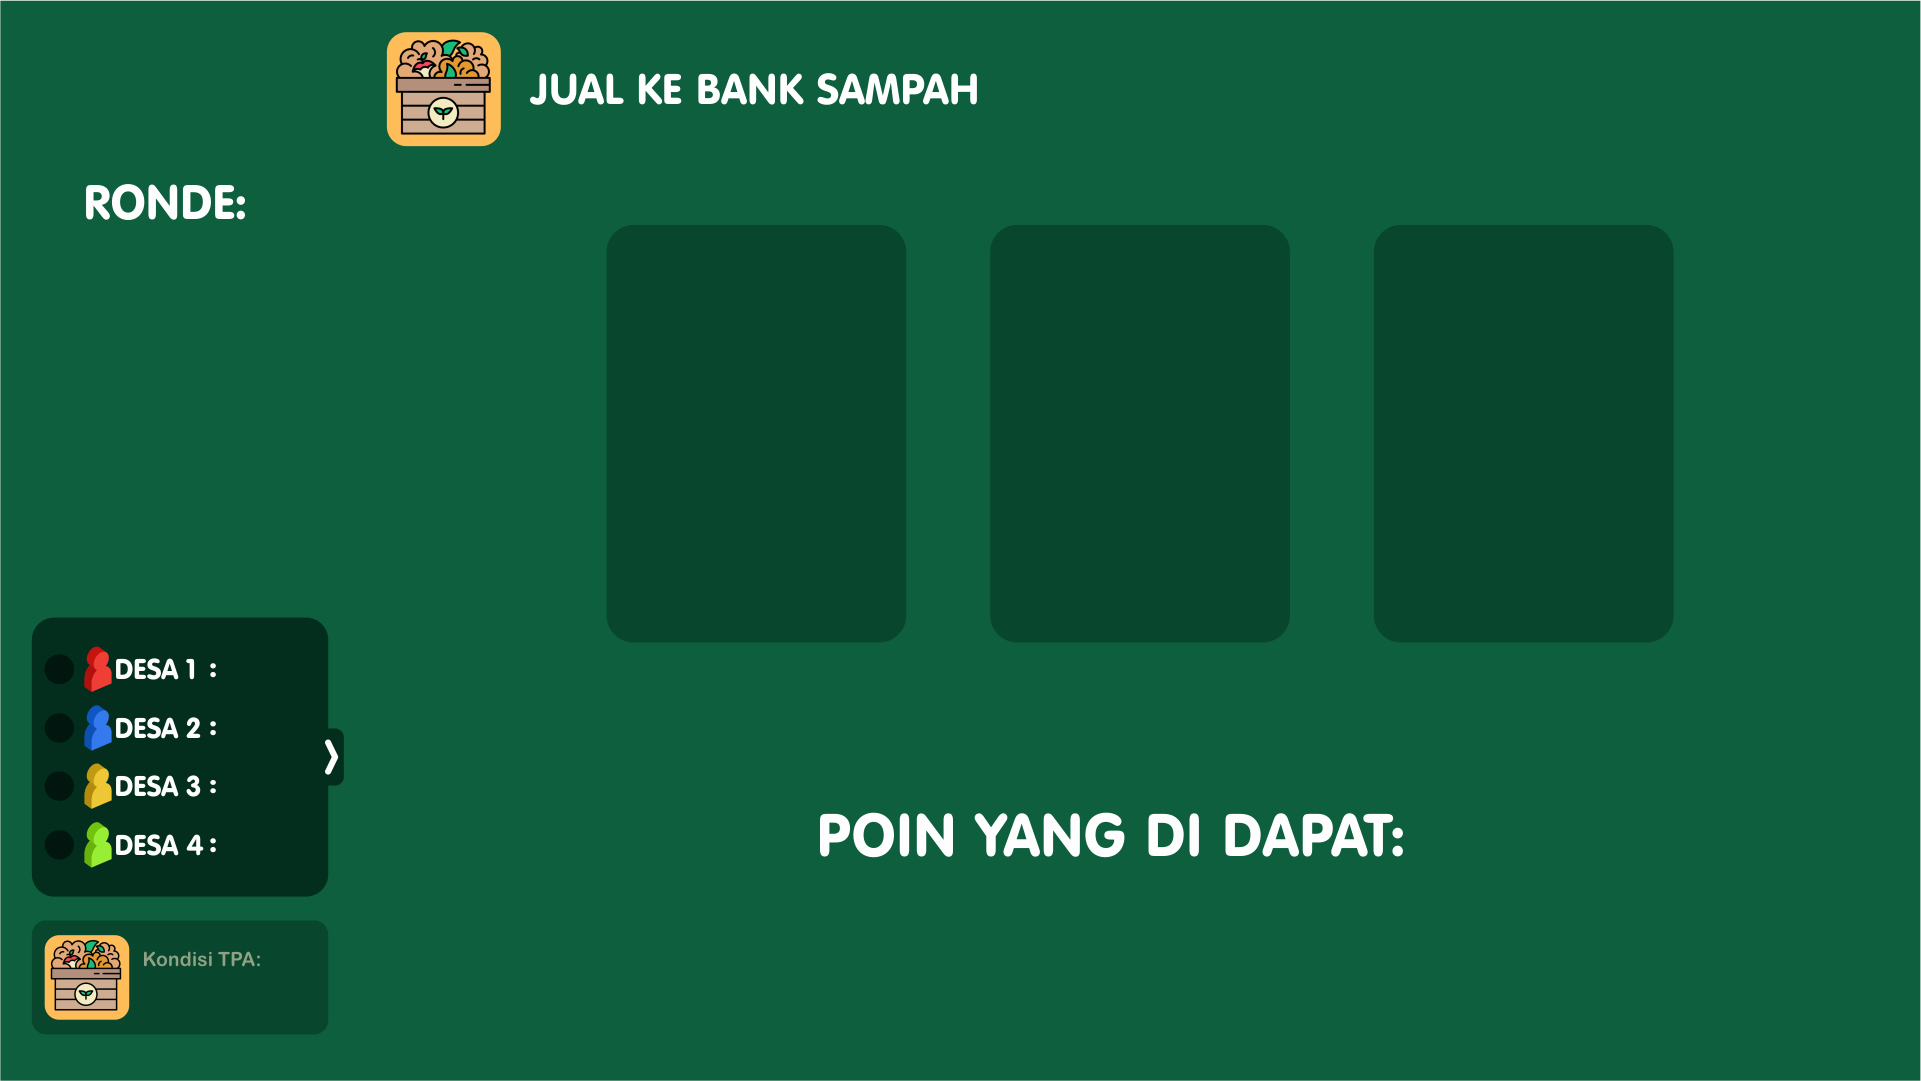 JUAL KE BANK SAMPAH
RONDE:
DESA 1 :
DESA 2 :
DESA 3 :
DESA 4 :
POIN YANG DI DAPAT:
Kondisi TPA: